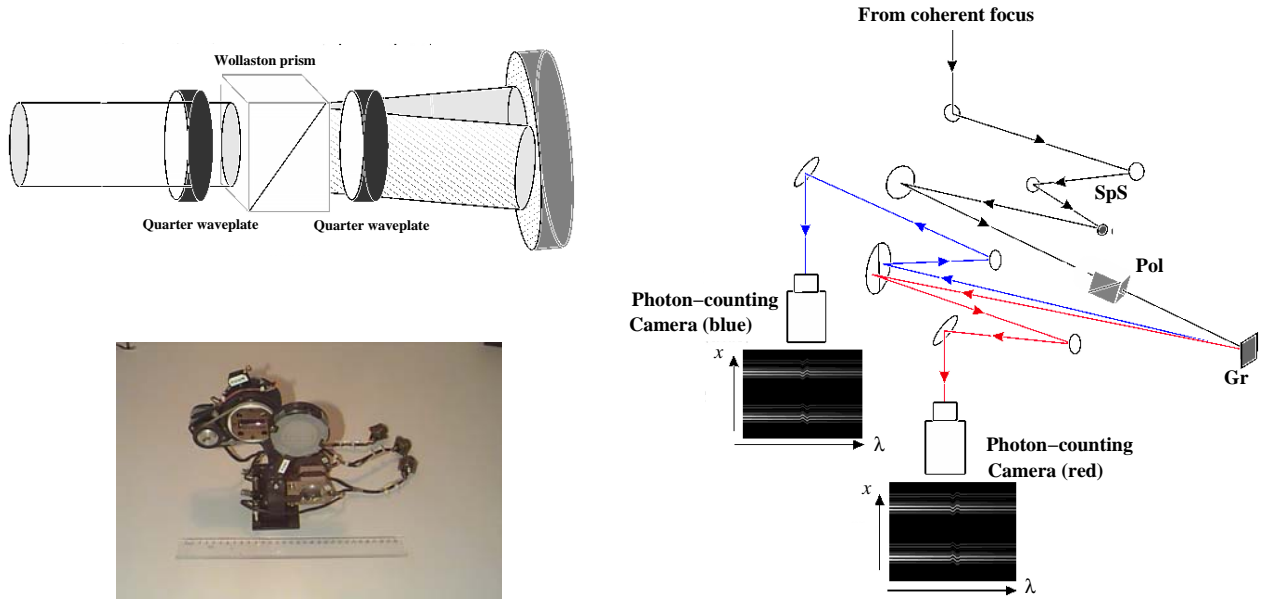 Wollaston prism
Quarter waveplate
Quarter waveplate
From coherent focus
SpS
Pol
Gr
Photon−counting
Camera (blue)
x
λ
Photon−counting
Camera (red)
x
λ